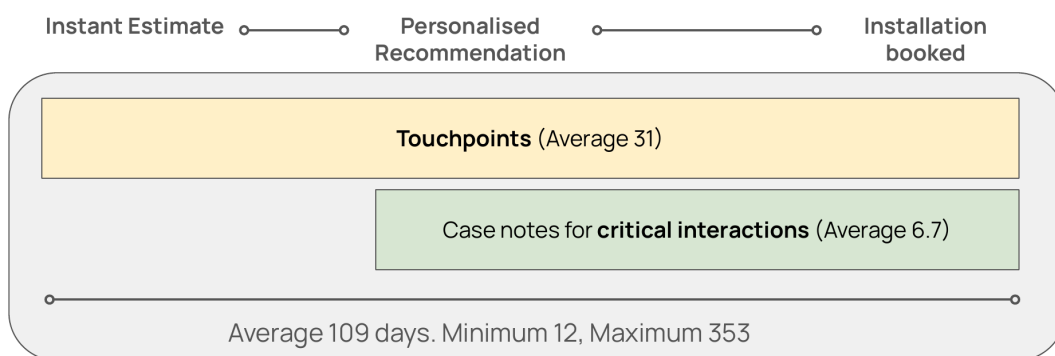 Instant Estimate
Personalised
Recommendation
Installation
booked
Touchpoints (Average 31)
Case notes for critical interactions (Average 6.7)
Average 109 days. Minimum 12, Maximum 353